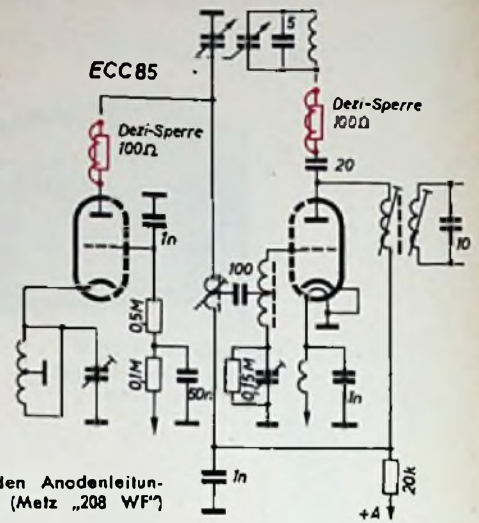 5
ECC85
Dezi-Sperre
100Ω
Dezi-Sperre
100Ω
20
1n
100
10
0,5M
0,1M
50n
0,15M
1n
1n
20k
+A
den Anodenleitun-
(Metz „208 WF")